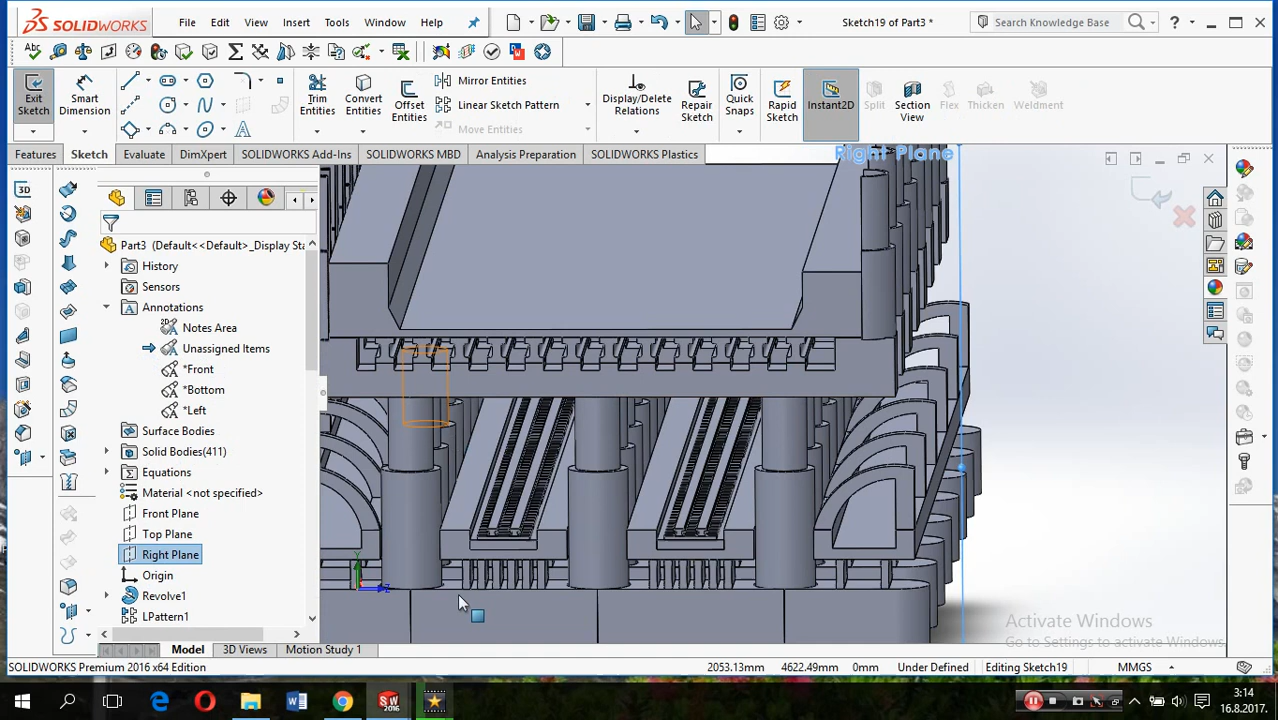 SOLIDWORKS File Edit View Insert Tools Window Help Sketch19 of Part3 * Search Knowledge Base ?
Abc
Exit Sketch Smart Dimension Trim Entities Convert Entities Offset Entities Mirror Entities Linear Sketch Pattern Move Entities Display/Delete Relations Repair Sketch Quick Snaps Rapid Sketch Instant2D Split Section View Flex Thicken Weldment
Features Sketch Evaluate DimXpert SOLIDWORKS Add-Ins SOLIDWORKS MBD Analysis Preparation SOLIDWORKS Plastics
Right Plane
3D
Part3 (Default<<Default>_Display Sta
History
Sensors
Annotations
Notes Area
Unassigned Items
*Front
*Bottom
*Left
Surface Bodies
Solid Bodies(411)
Equations
Material <not specified>
Front Plane
Top Plane
Right Plane
Origin
Revolve1
LPattern1
Y
Z
Activate Windows
Go to Settings to activate Windows.
Model 3D Views Motion Study 1
SOLIDWORKS Premium 2016 x64 Edition 2053.13mm 4622.49mm 0mm Under Defined Editing Sketch19 MMGS
3:14
16.8.2017.